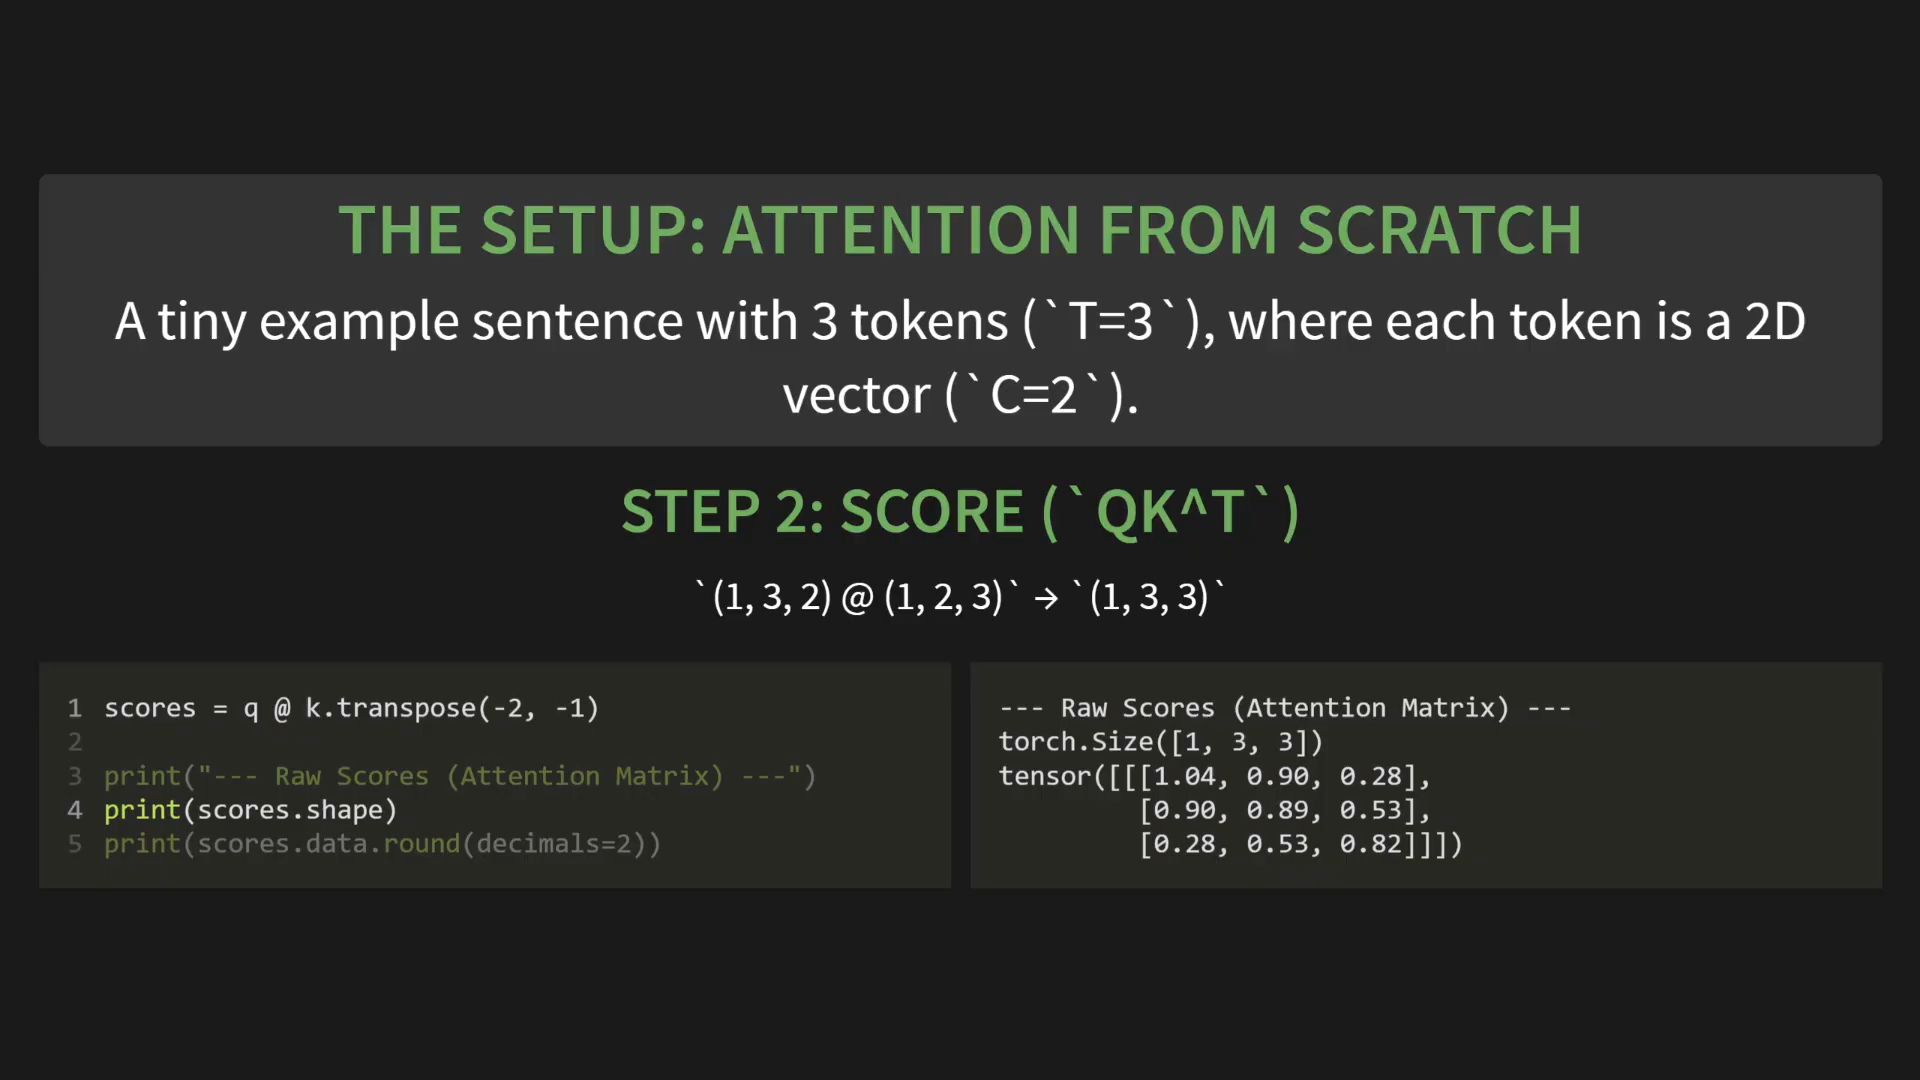 THE SETUP: ATTENTION FROM SCRATCH
A tiny example sentence with 3 tokens (`T=3`), where each token is a 2D
vector (`C=2`).
STEP 2: SCORE (`QK^T`)
`(1, 3, 2) @ (1, 2, 3)` → `(1, 3, 3)`
1 scores = q @ k.transpose(-2, -1)
2
3 print("--- Raw Scores (Attention Matrix) ---")
4 print(scores.shape)
5 print(scores.data.round(decimals=2))
--- Raw Scores (Attention Matrix) ---
torch.Size([1, 3, 3])
tensor([[[1.04, 0.90, 0.28],
[0.90, 0.89, 0.53],
[0.28, 0.53, 0.82]]])